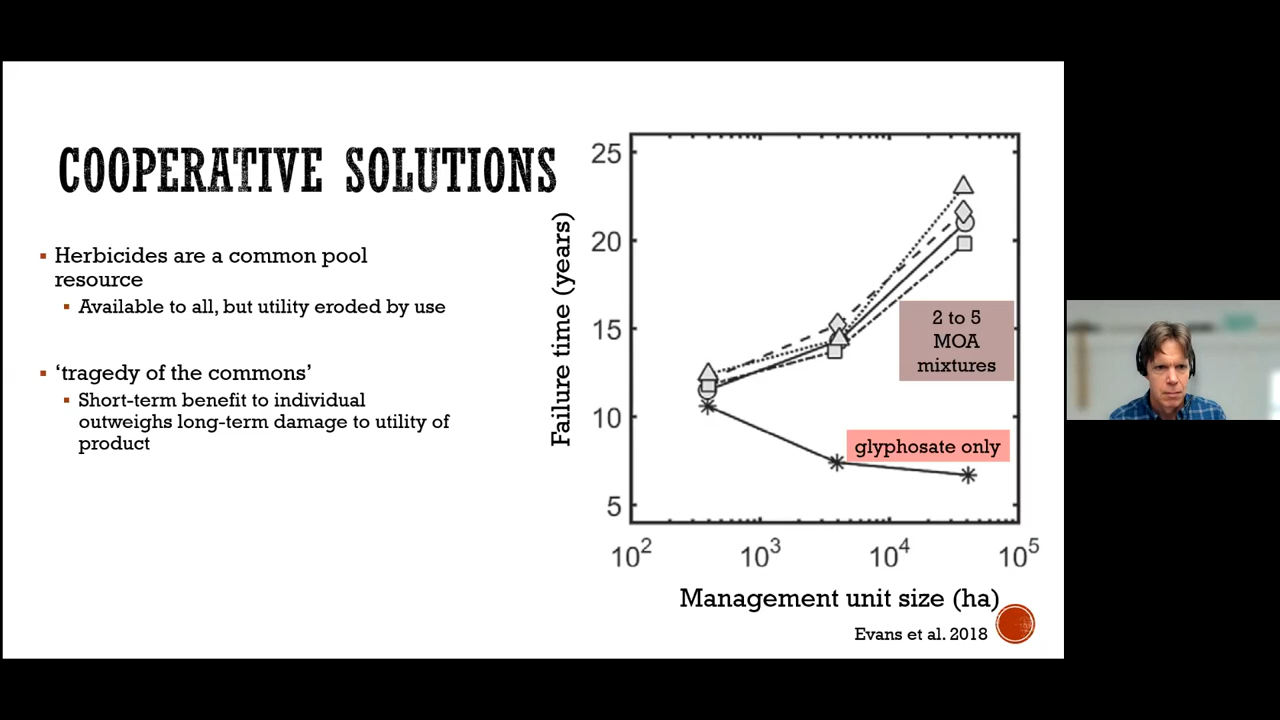 COOPERATIVE SOLUTIONS
Herbicides are a common pool
resource
Available to all, but utility eroded by use
‘tragedy of the commons’
Short-term benefit to individual
outweighs long-term damage to utility of
product
Failure time (years)
25
20
15
10
5
2 to 5
MOA
mixtures
glyphosate only
10² 10³ 10⁴ 10⁵
Management unit size (ha)
Evans et al. 2018